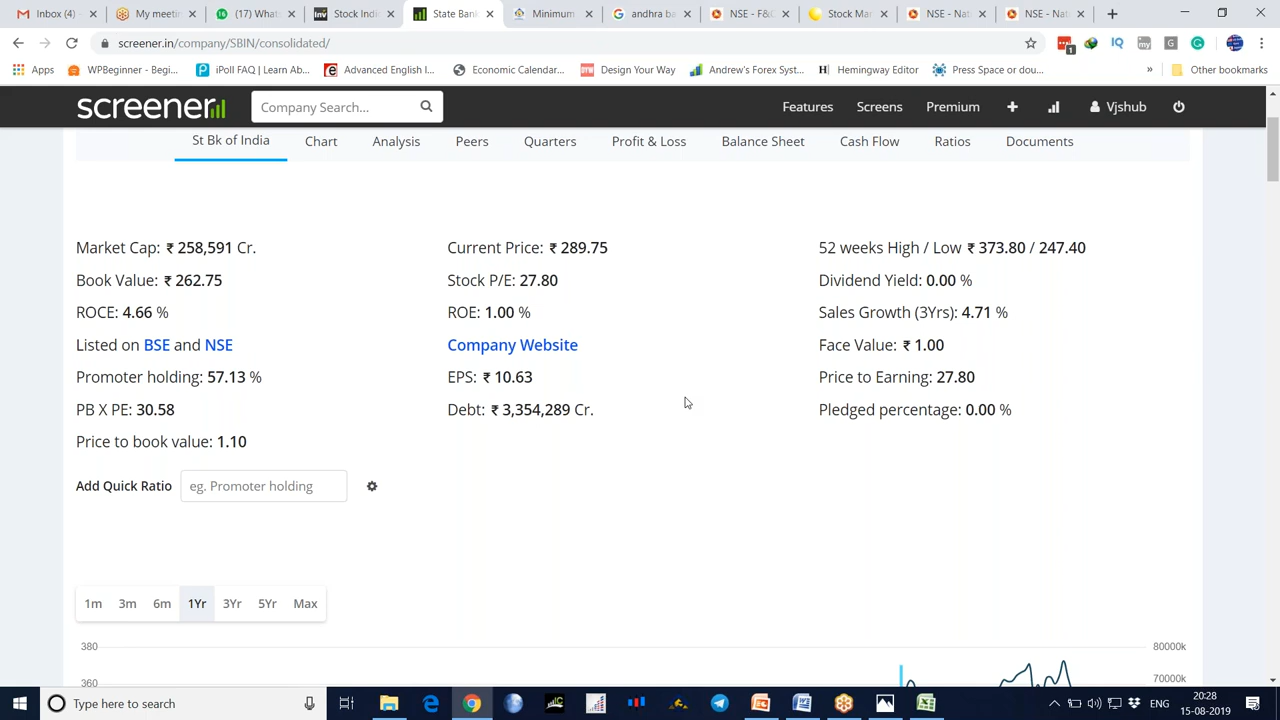 Inbox (4)
My meetin
(17) Whats
Stock Indi
State Bank
Minimum
andhra ba
NSE - F&O
Stock Mar
NSE - Nati
NSE - Nati
screener.in/company/SBIN/consolidated/
Apps
WPBeginner - Begi...
iPoll FAQ | Learn Ab...
Advanced English I...
Economic Calendar...
Design Your Way
Andrew's Forex Syst...
Hemingway Editor
Press Space or dou...
Other bookmarks
screener
Company Search...
Features
Screens
Premium
Vjshub
St Bk of India
Chart
Analysis
Peers
Quarters
Profit & Loss
Balance Sheet
Cash Flow
Ratios
Documents
Market Cap: ₹ 258,591 Cr.
Current Price: ₹ 289.75
52 weeks High / Low ₹ 373.80 / 247.40
Book Value: ₹ 262.75
Stock P/E: 27.80
Dividend Yield: 0.00 %
ROCE: 4.66 %
ROE: 1.00 %
Sales Growth (3Yrs): 4.71 %
Listed on BSE and NSE
Company Website
Face Value: ₹ 1.00
Promoter holding: 57.13 %
EPS: ₹ 10.63
Price to Earning: 27.80
PB X PE: 30.58
Debt: ₹ 3,354,289 Cr.
Pledged percentage: 0.00 %
Price to book value: 1.10
Add Quick Ratio
eg. Promoter holding
1m
3m
6m
1Yr
3Yr
5Yr
Max
380
80000k
360
70000k
Type here to search
ENG
20:28
15-08-2019